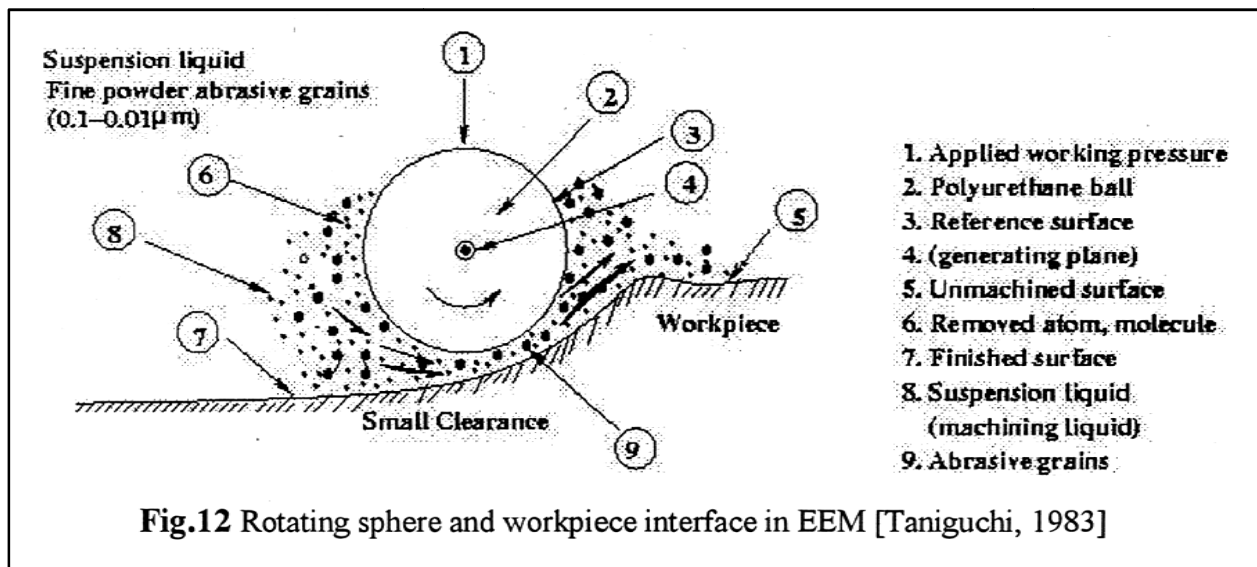 Suspension liquid
Fine powder abrasive grains
(0.1–0.01µm)
1
2
3
4
5
6
7
8
9
Workpiece
Small Clearance
1. Applied working pressure
2. Polyurethane ball
3. Reference surface
4. (generating plane)
5. Unmachined surface
6. Removed atom, molecule
7. Finished surface
8. Suspension liquid
(machining liquid)
9. Abrasive grains
Fig.12 Rotating sphere and workpiece interface in EEM [Taniguchi, 1983]